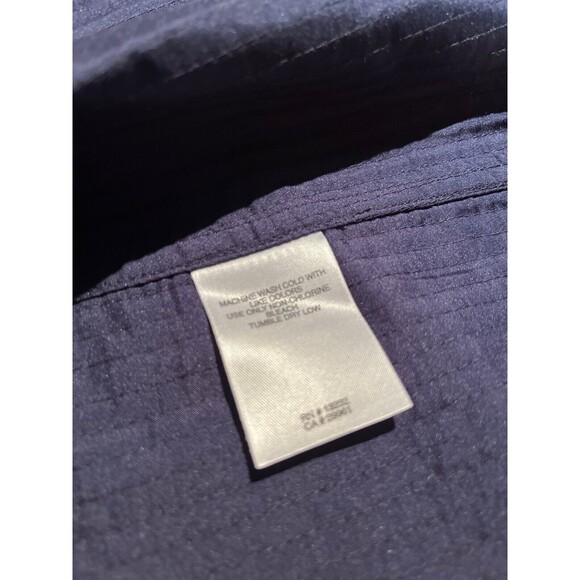 MACHINE WASH COLD WITH
LIKE COLORS
USE ONLY NON-CHLORINE
BLEACH
TUMBLE DRY LOW
RN #
CA #